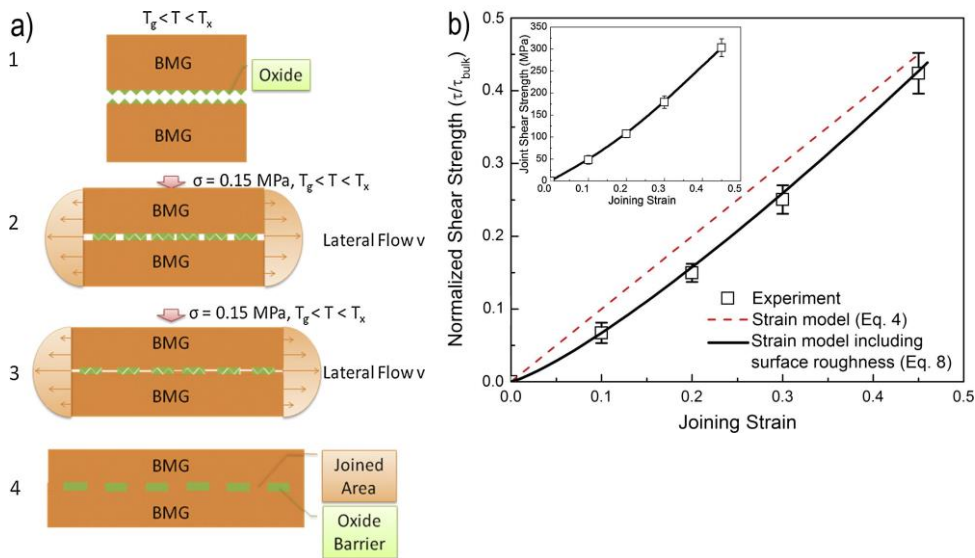 a)
T_g < T < T_x
1
BMG
Oxide
BMG
σ = 0.15 MPa, T_g < T < T_x
2
BMG
Lateral Flow v
BMG
σ = 0.15 MPa, T_g < T < T_x
3
BMG
Lateral Flow v
BMG
4
BMG
Joined
Area
BMG
Oxide
Barrier
b)
Normalized Shear Strength (τ/τ_bulk)
0.4
0.3
0.2
0.1
0.0
0.0
0.1
0.2
0.3
0.4
0.5
Joining Strain
Joint Shear Strength (MPa)
350
300
250
200
150
100
50
0
0.0
0.1
0.2
0.3
0.4
0.5
Joining Strain
Experiment
Strain model (Eq. 4)
Strain model including
surface roughness (Eq. 8)